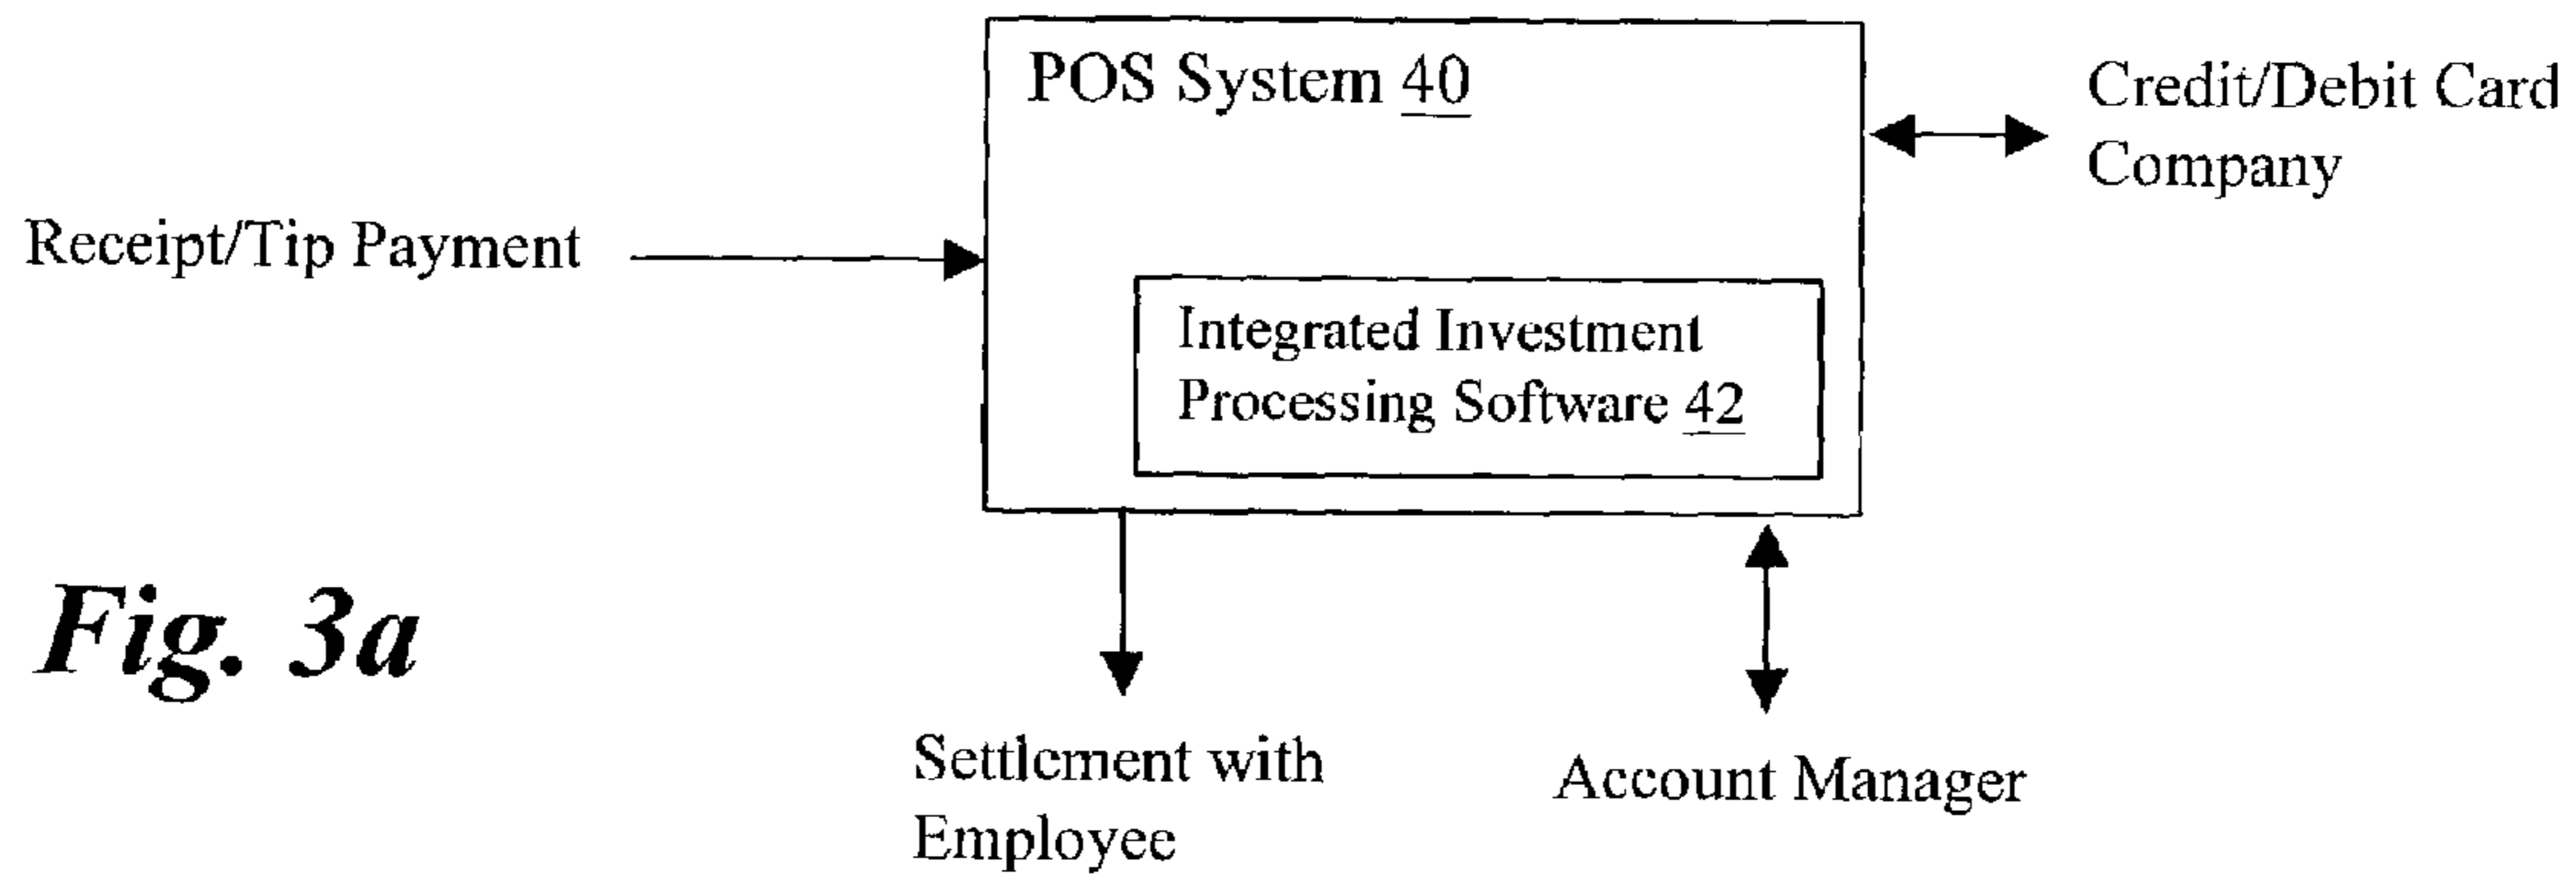 POS System 40
Credit/Debit Card
Company
Receipt/Tip Payment
Integrated Investment
Processing Software 42
Fig. 3a
Settlement with
Employee
Account Manager